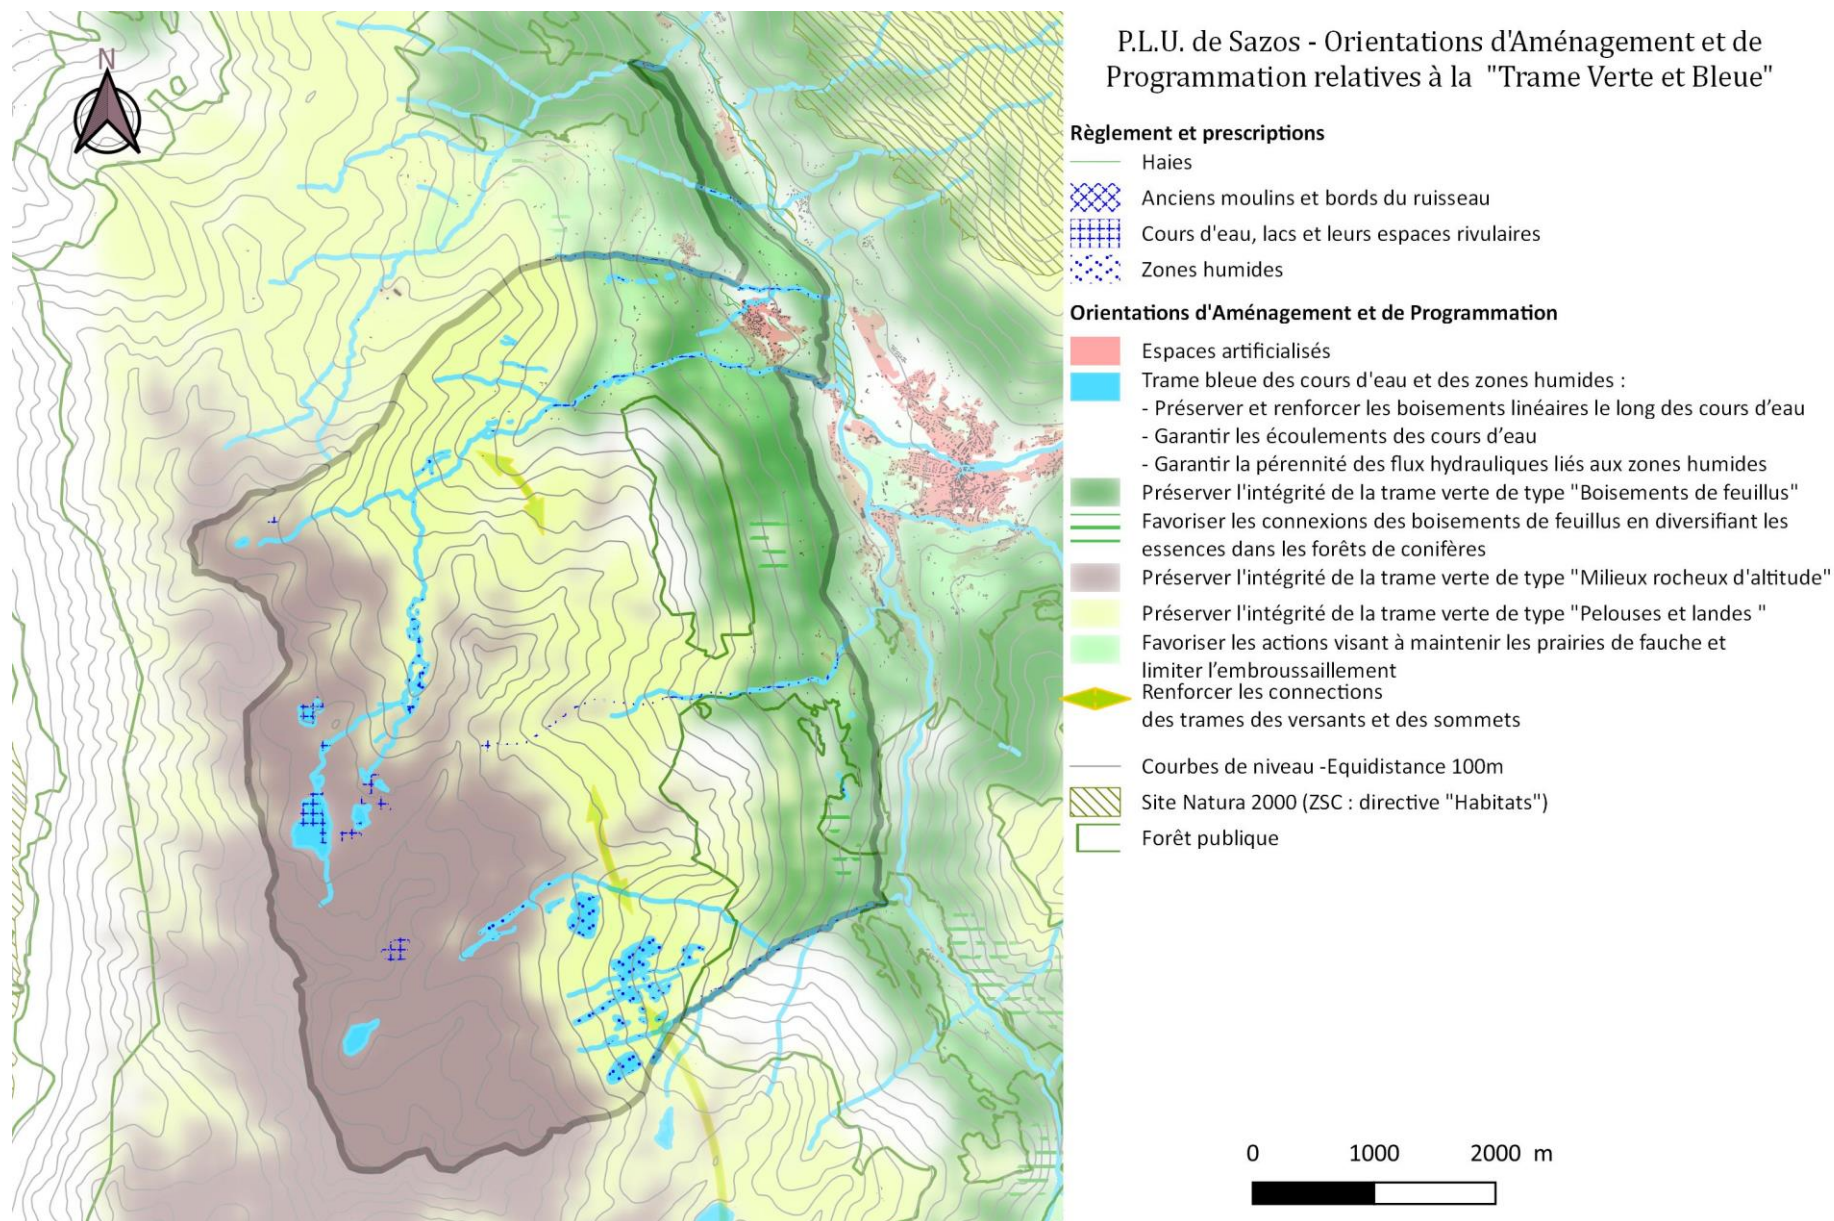 N
P.L.U. de Sazos - Orientations d'Aménagement et de
Programmation relatives à la "Trame Verte et Bleue"
Règlement et prescriptions
Haies
Anciens moulins et bords du ruisseau
Cours d'eau, lacs et leurs espaces rivulaires
Zones humides
Orientations d'Aménagement et de Programmation
Espaces artificialisés
Trame bleue des cours d'eau et des zones humides :
- Préserver et renforcer les boisements linéaires le long des cours d’eau
- Garantir les écoulements des cours d’eau
- Garantir la pérennité des flux hydrauliques liés aux zones humides
Préserver l'intégrité de la trame verte de type "Boisements de feuillus"
Favoriser les connexions des boisements de feuillus en diversifiant les
essences dans les forêts de conifères
Préserver l'intégrité de la trame verte de type "Milieux rocheux d'altitude"
Préserver l'intégrité de la trame verte de type "Pelouses et landes "
Favoriser les actions visant à maintenir les prairies de fauche et
limiter l’embroussaillement
Renforcer les connections
des trames des versants et des sommets
Courbes de niveau -Equidistance 100m
Site Natura 2000 (ZSC : directive "Habitats")
Forêt publique
0 1000 2000 m